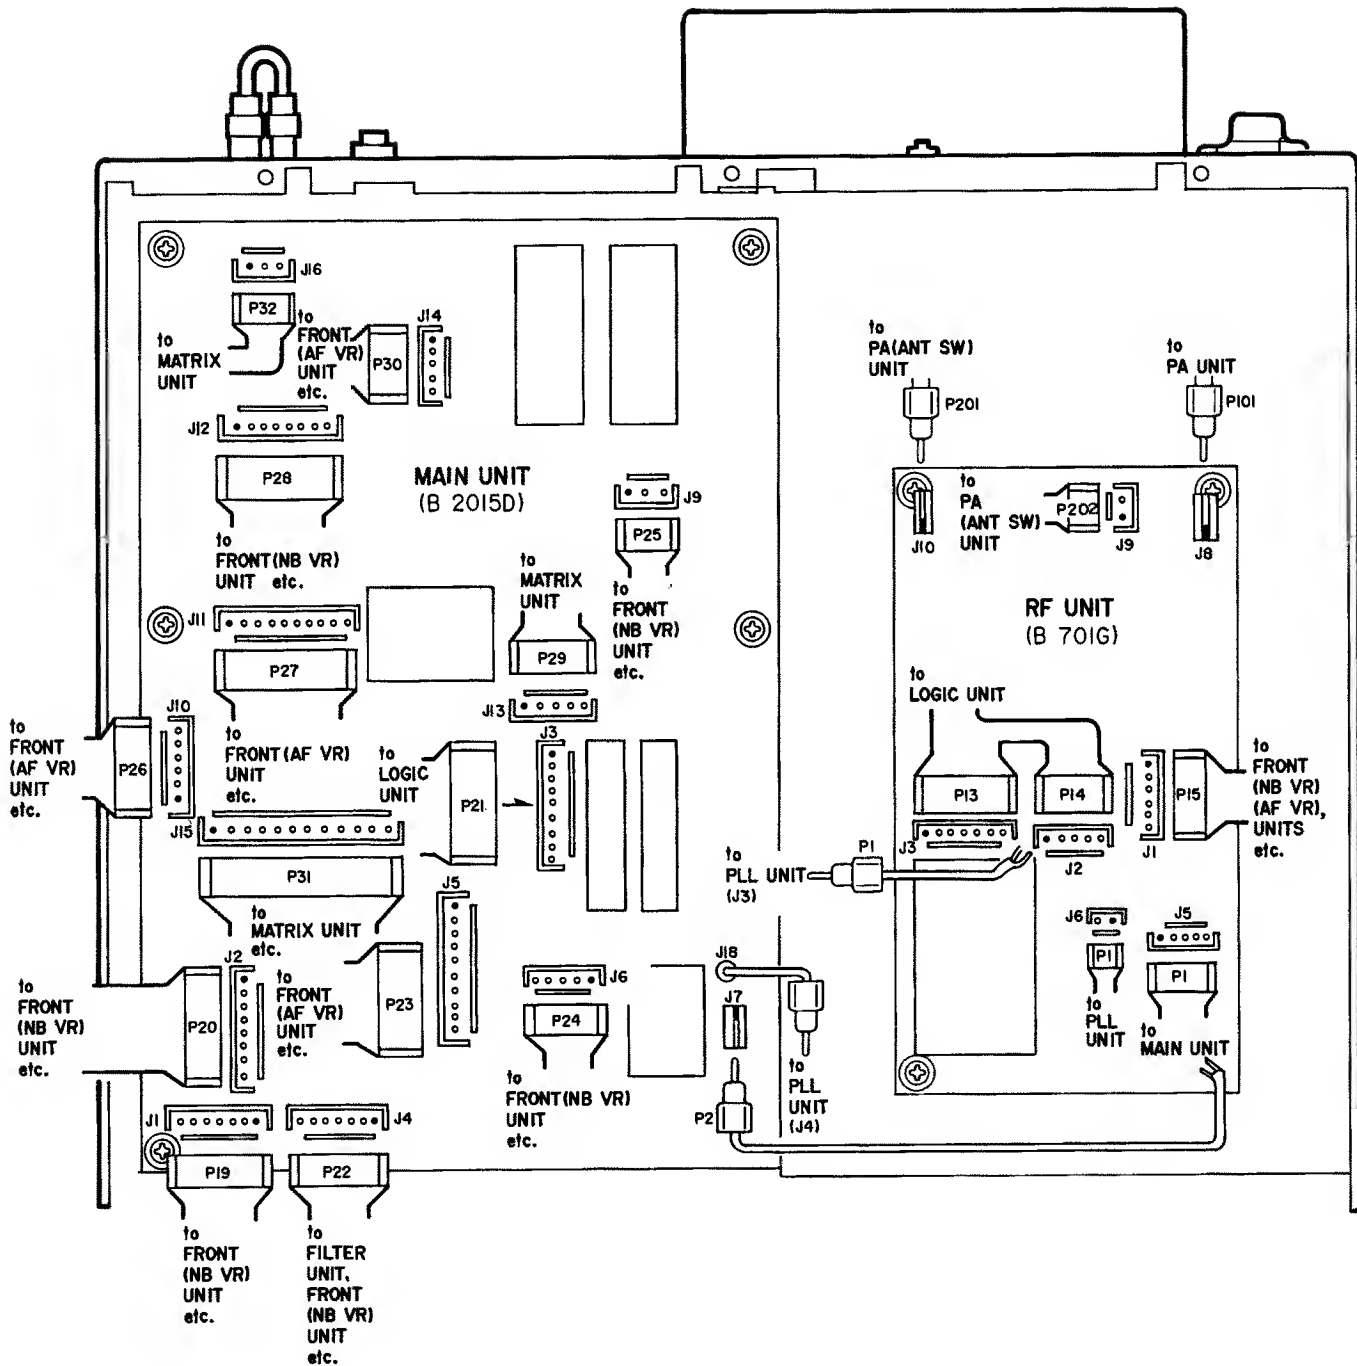 J16
P32
to
MATRIX
UNIT
to
FRONT
(AF VR)
UNIT
etc.
P30
J14
J12
P28
to
FRONT(NB VR)
UNIT etc.
MAIN UNIT
(B 2015D)
J9
P25
to
FRONT
(NB VR)
UNIT
etc.
to
MATRIX
UNIT
P29
J13
J11
P27
to
FRONT(AF VR)
UNIT
etc.
J10
P26
to
FRONT
(AF VR)
UNIT
etc.
to
LOGIC
UNIT
P21
J3
J15
P31
to
MATRIX UNIT
etc.
J5
J2
P20
to
FRONT
(NB VR)
UNIT
etc.
to
FRONT
(AF VR)
UNIT
etc.
P23
J6
P24
to
FRONT(NB VR)
UNIT
etc.
J18
J7
to
PLL
UNIT
(J4)
P2
J1
P19
to
FRONT
(NB VR)
UNIT
etc.
J4
P22
to
FILTER
UNIT,
FRONT
(NB VR)
UNIT
etc.
to
PA(ANT SW)
UNIT
P201
to
PA UNIT
P101
J10
to
PA
(ANT SW)
UNIT
P202
J9
J8
RF UNIT
(B 701G)
to
LOGIC UNIT
P13
P14
P15
to
FRONT
(NB VR)
(AF VR),
UNITS
etc.
J3
J2
J1
to
PLL UNIT
(J3)
P1
J6
P1
to
PLL
UNIT
J5
P1
to
MAIN UNIT